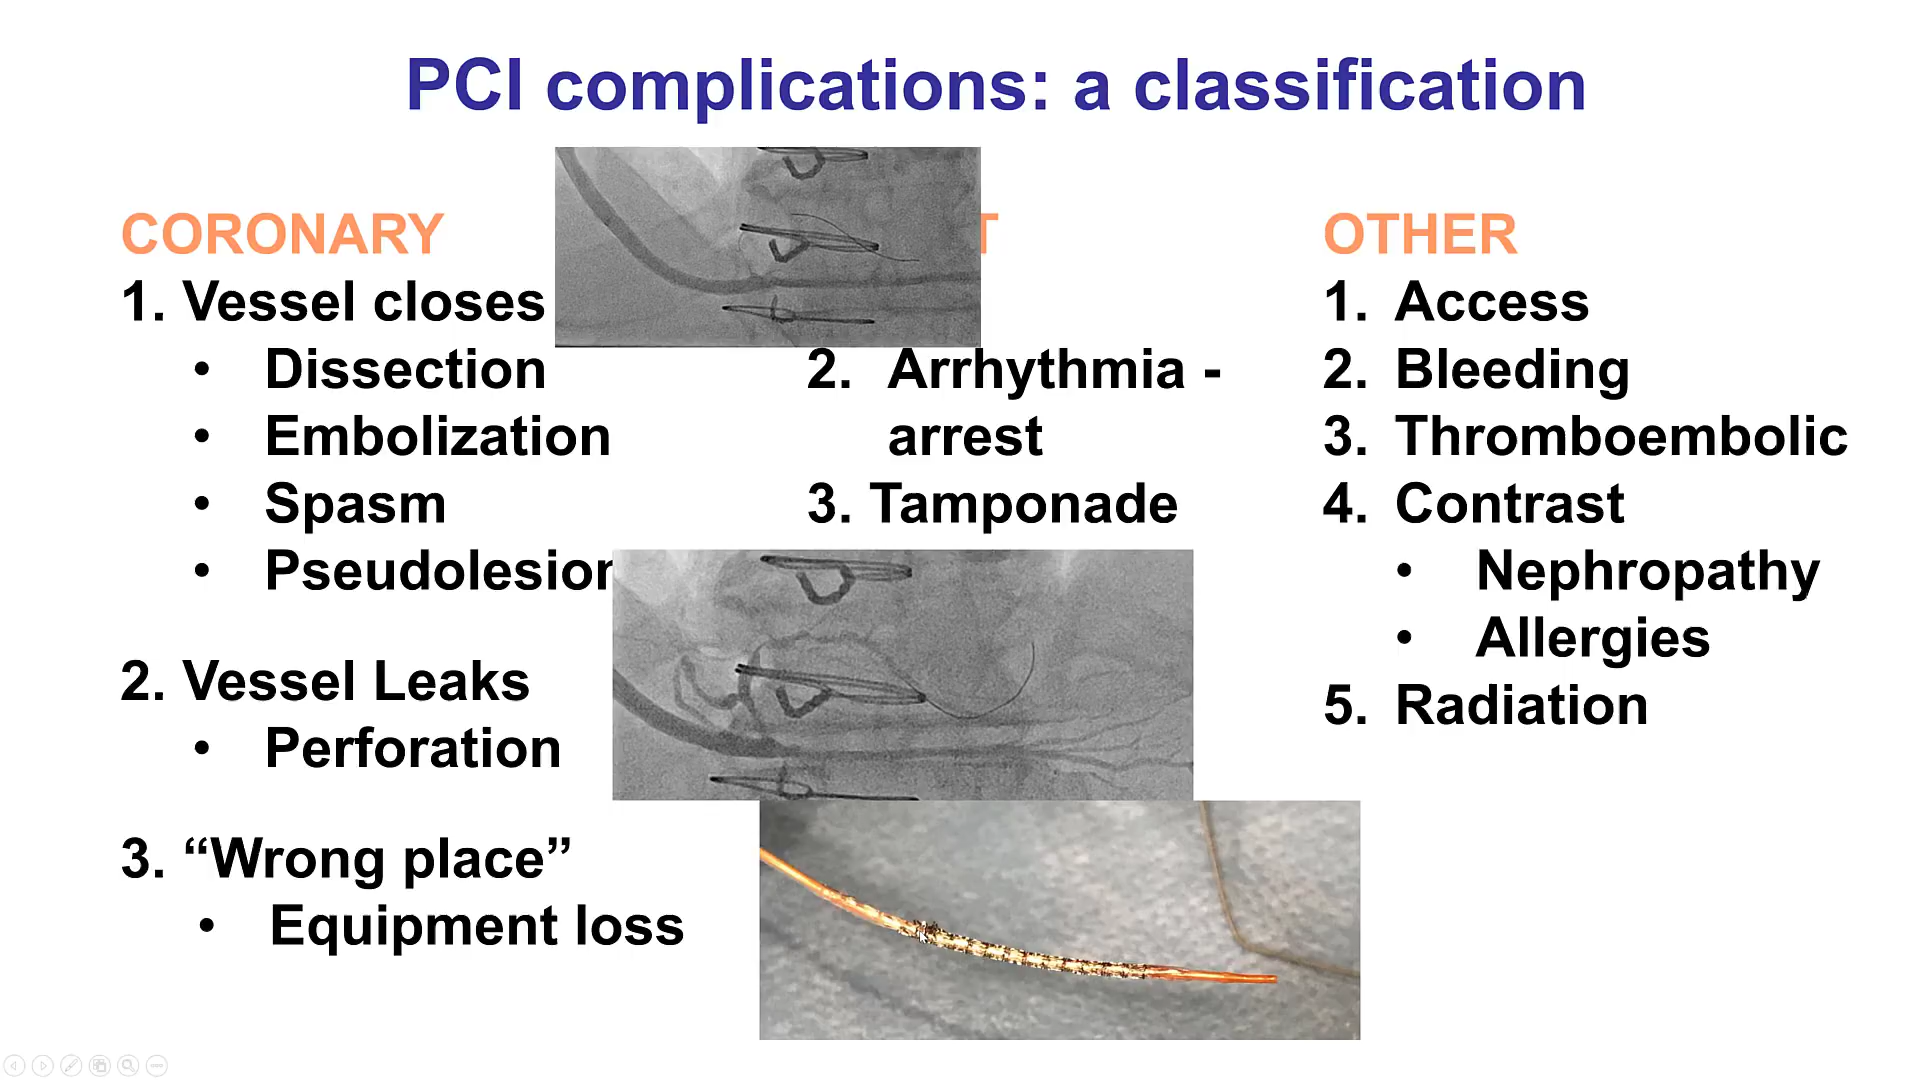 PCI complications: a classification
CORONARY
1. Vessel closes
• Dissection
• Embolization
• Spasm
• Pseudolesion
2. Vessel Leaks
• Perforation
3. “Wrong place”
• Equipment loss
T
2. Arrhythmia -
arrest
3. Tamponade
OTHER
1. Access
2. Bleeding
3. Thromboembolic
4. Contrast
• Nephropathy
• Allergies
5. Radiation